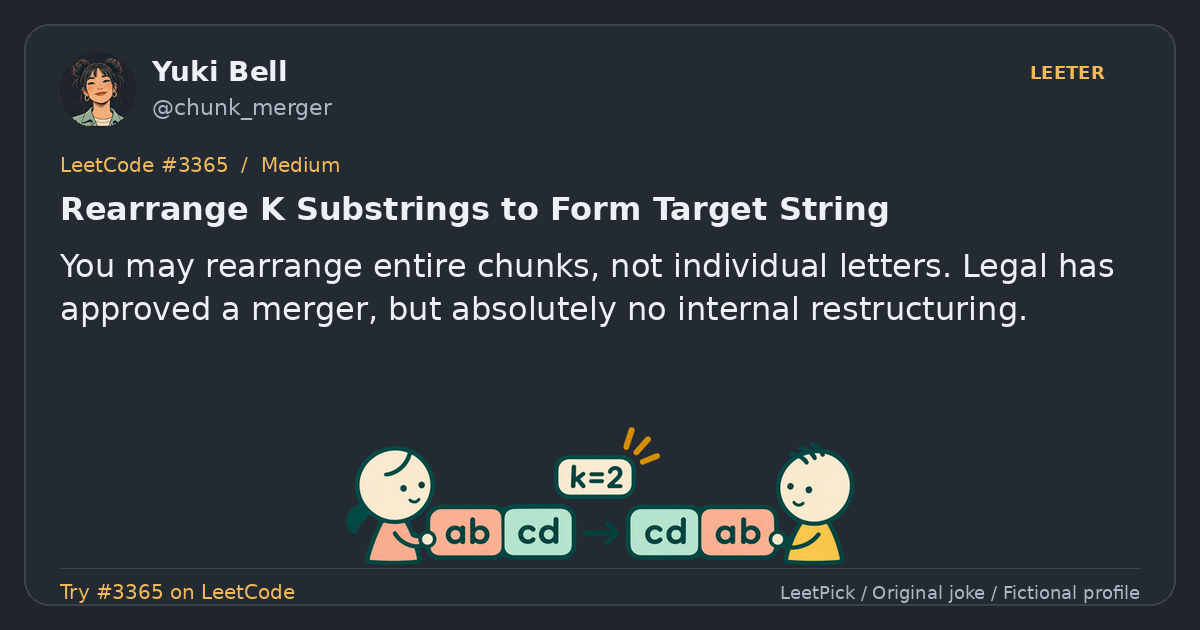 Yuki Bell
LEETER
@chunk_merger
LeetCode #3365 / Medium
Rearrange K Substrings to Form Target String
You may rearrange entire chunks, not individual letters. Legal has
approved a merger, but absolutely no internal restructuring.
k=2
ab cd → cd ab
Try #3365 on LeetCode
LeetPick / Original joke / Fictional profile